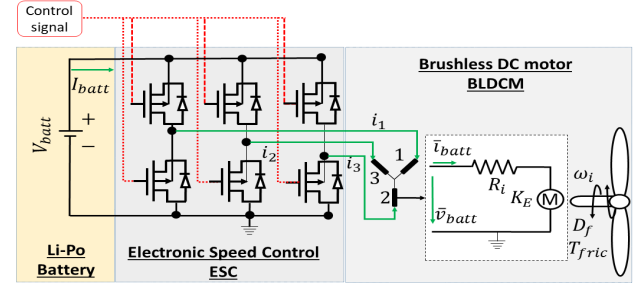 Control
signal
Brushless DC motor
BLDCM
I_batt
V_batt
+
−
i_1
i_2
i_3
1
3
2
i̅_batt
R_i
K_E
M
v̅_batt
ω_i
D_f
T_fric
Li-Po
Battery
Electronic Speed Control
ESC